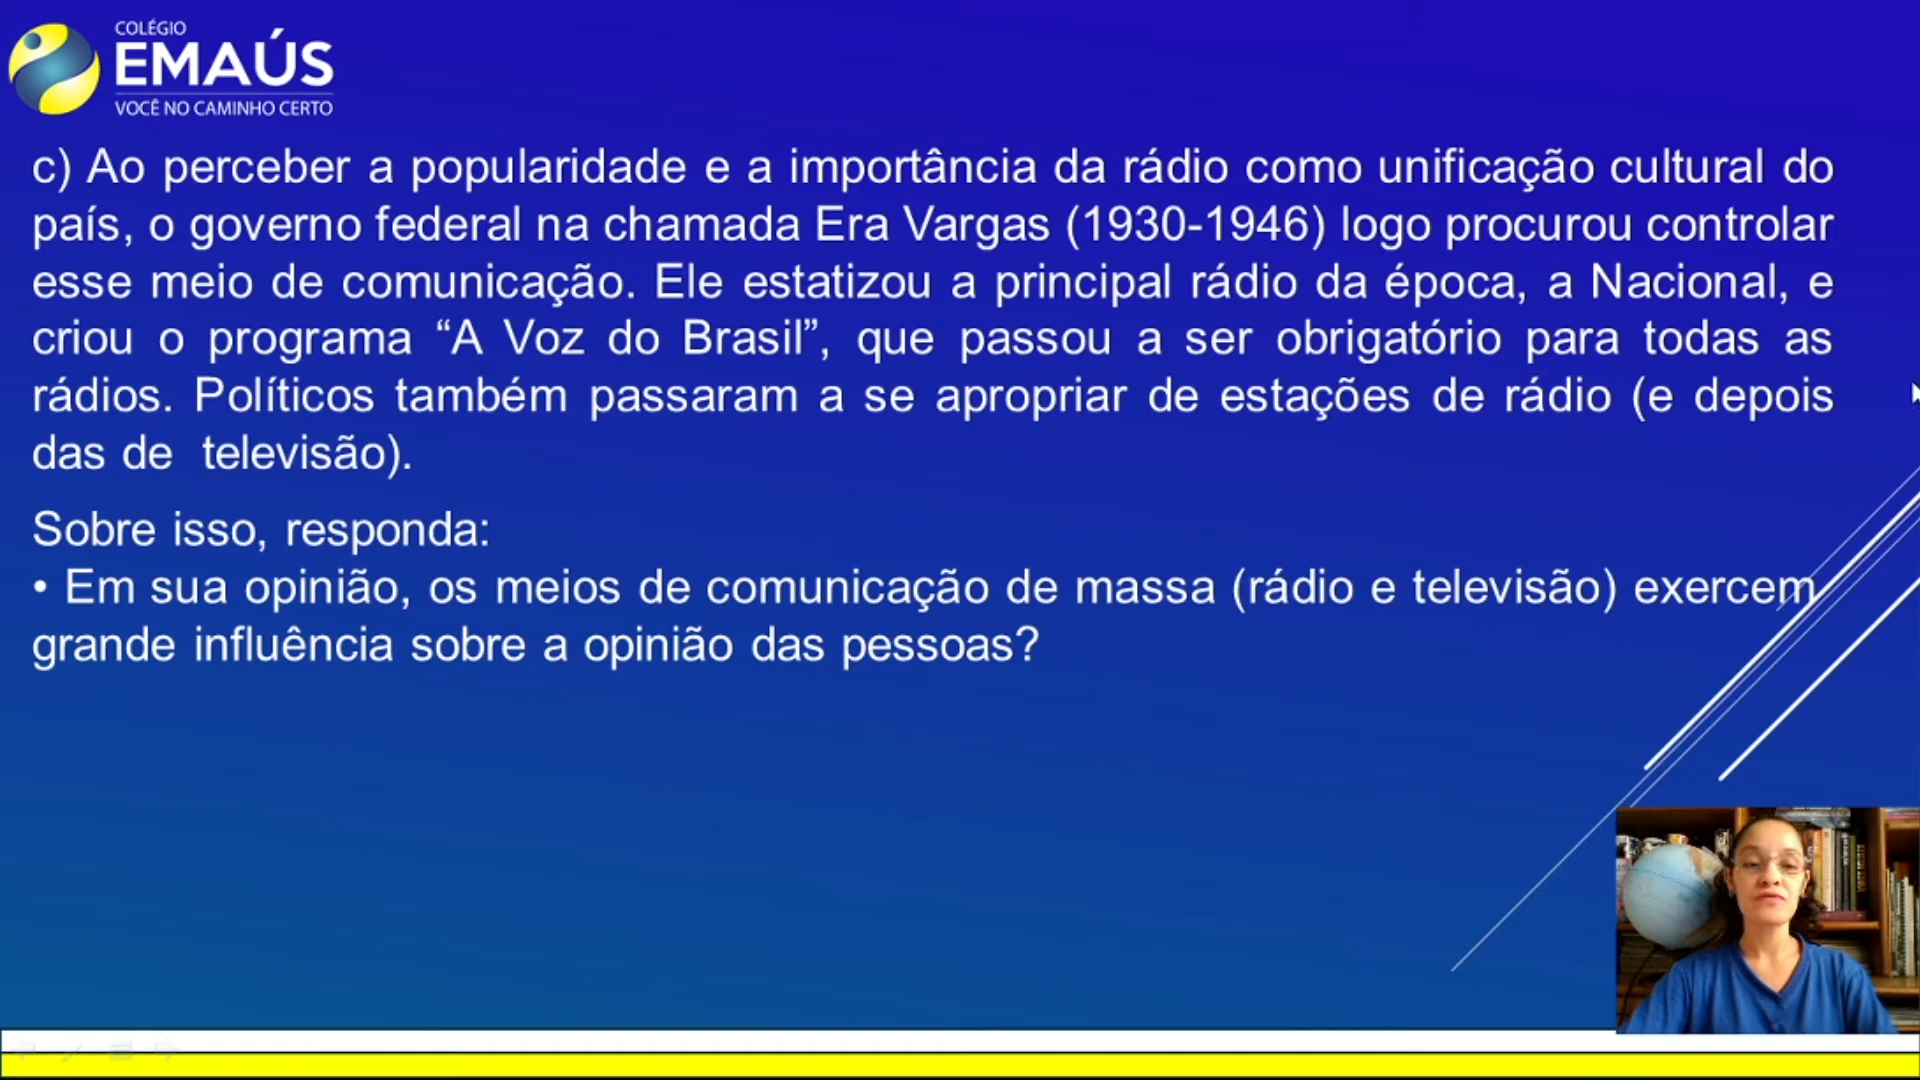 COLÉGIO
EMAÚS
VOCÊ NO CAMINHO CERTO
c) Ao perceber a popularidade e a importância da rádio como unificação cultural do
país, o governo federal na chamada Era Vargas (1930-1946) logo procurou controlar
esse meio de comunicação. Ele estatizou a principal rádio da época, a Nacional, e
criou o programa “A Voz do Brasil”, que passou a ser obrigatório para todas as
rádios. Políticos também passaram a se apropriar de estações de rádio (e depois
das de televisão).
Sobre isso, responda:
• Em sua opinião, os meios de comunicação de massa (rádio e televisão) exercem
grande influência sobre a opinião das pessoas?